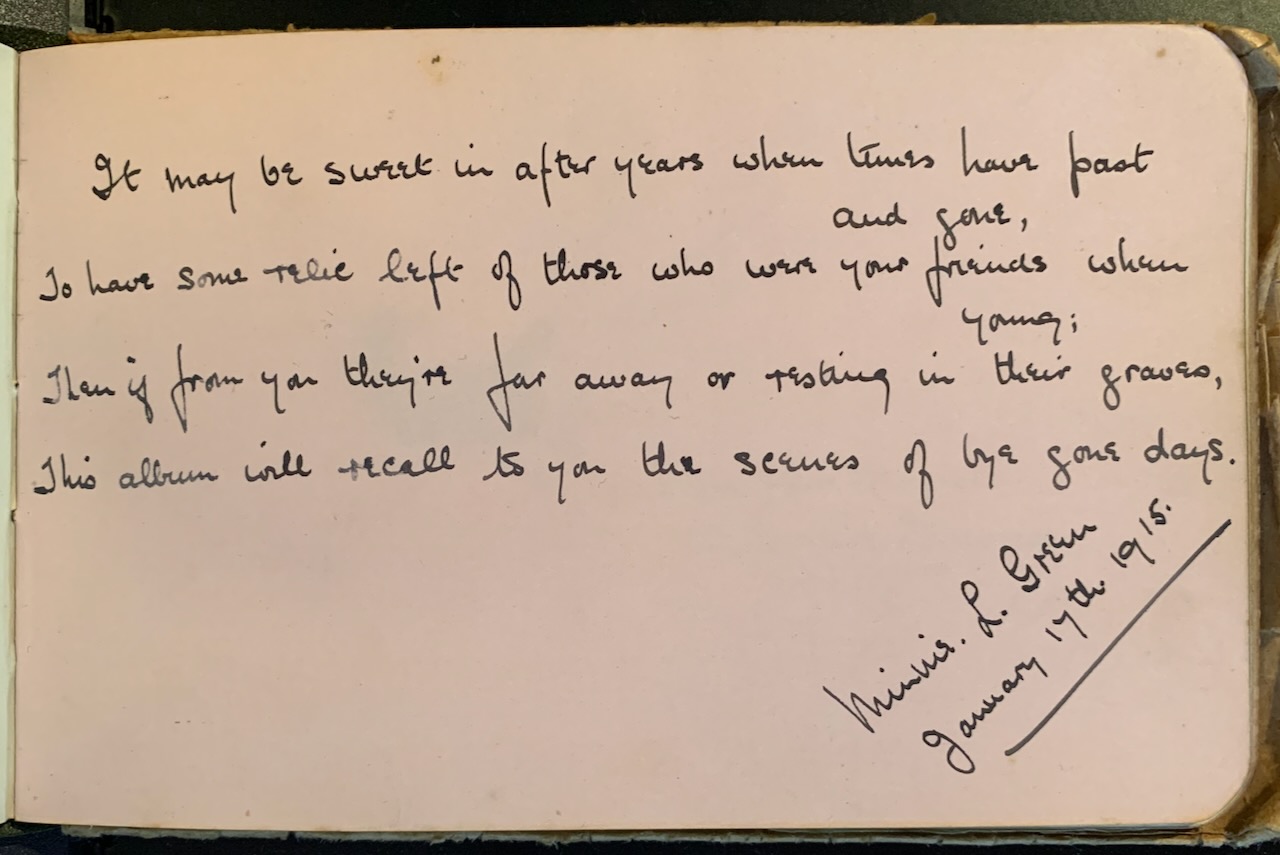 It may be sweet in after years when times have past
and gone,
To have some relic left of those who were your friends when
young;
Then if from you they're far away or resting in their graves,
This album will recall to you the scenes of bye gone days.
Minnie. L. Green
January 17th 1915.